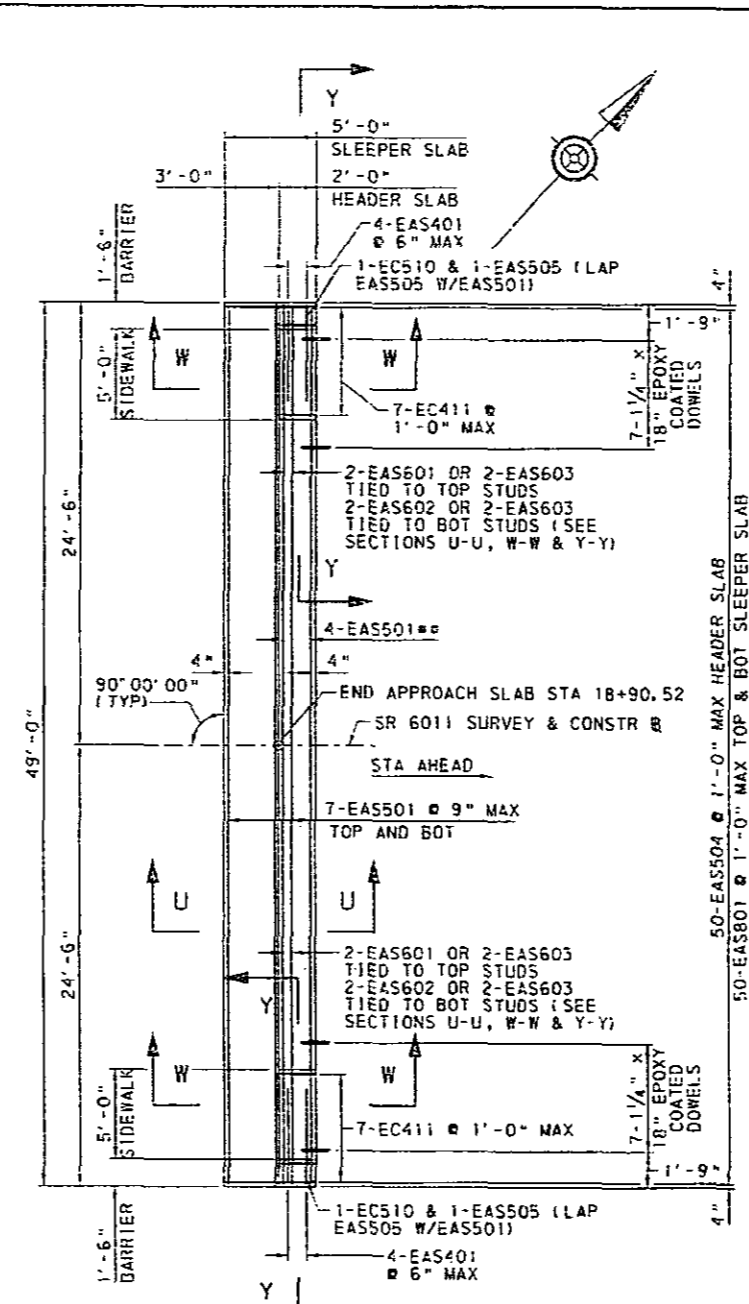 Y
5'-0"
SLEEPER SLAB
3'-0"
2'-0"
HEADER SLAB
4-EAS401
@ 6" MAX
1'-6"
BARRIER
1-EC510 & 1-EAS505 (LAP
EAS505 W/EAS501)
4"
1'-9"
W
W
5'-0"
SIDEWALK
7-EC411 @
1'-0" MAX
7-1 1/4" x
18" EPOXY
COATED
DOWELS
2-EAS601 OR 2-EAS603
TIED TO TOP STUDS
2-EAS602 OR 2-EAS603
TIED TO BOT STUDS (SEE
SECTIONS U-U, W-W & Y-Y)
24'-6"
Y
4-EAS501**
4"
4"
90°00'00"
(TYP)
END APPROACH SLAB STA 18+90.52
SR 6011 SURVEY & CONSTR B
STA AHEAD
49'-0"
7-EAS501 @ 9" MAX
TOP AND BOT
50-EAS504 @ 1'-0" MAX HEADER SLAB
50-EAS801 @ 1'-0" MAX TOP & BOT SLEEPER SLAB
U
U
24'-6"
2-EAS601 OR 2-EAS603
TIED TO TOP STUDS
2-EAS602 OR 2-EAS603
TIED TO BOT STUDS (SEE
SECTIONS U-U, W-W & Y-Y)
Y
W
W
5'-0"
SIDEWALK
7-EC411 @ 1'-0" MAX
7-1 1/4" x
18" EPOXY
COATED
DOWELS
1'-9"
4"
1'-6"
BARRIER
1-EC510 & 1-EAS505 (LAP
EAS505 W/EAS501)
4-EAS401
@ 6" MAX
Y